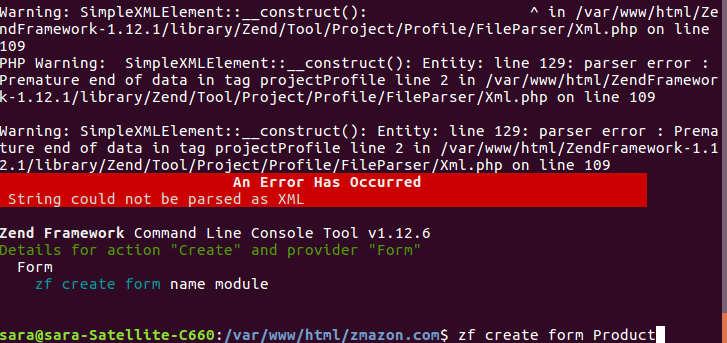 Warning: SimpleXMLElement::__construct(): ^ in /var/www/html/Ze
ndFramework-1.12.1/library/Zend/Tool/Project/Profile/FileParser/Xml.php on line
109
PHP Warning:  SimpleXMLElement::__construct(): Entity: line 129: parser error :
Premature end of data in tag projectProfile line 2 in /var/www/html/ZendFramewor
k-1.12.1/library/Zend/Tool/Project/Profile/FileParser/Xml.php on line 109
Warning: SimpleXMLElement::__construct(): Entity: line 129: parser error : Prema
ture end of data in tag projectProfile line 2 in /var/www/html/ZendFramework-1.1
2.1/library/Zend/Tool/Project/Profile/FileParser/Xml.php on line 109
An Error Has Occurred
String could not be parsed as XML
Zend Framework Command Line Console Tool v1.12.6
Details for action "Create" and provider "Form"
Form
zf create form name module
sara@sara-Satellite-C660:/var/www/html/zmazon.com$ zf create form Product